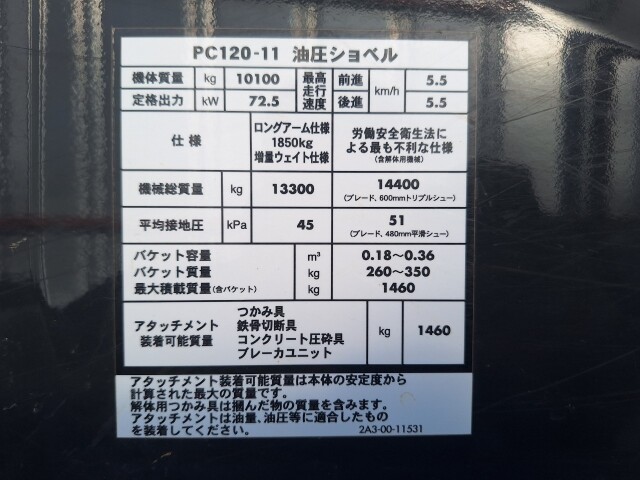 PC120-11 油圧ショベル
機体質量 kg 10100 最高走行速度 前進 km/h 5.5
定格出力 kW 72.5 後進 5.5
仕様 ロングアーム仕様 1850kg 増量ウェイト仕様 労働安全衛生法による最も不利な仕様 (含解体用機械)
機械総質量 kg 13300 14400
(ブレード、600mmトリプルシュー)
平均接地圧 kPa 45 51
(ブレード、480mm平滑シュー)
バケット容量 m³ 0.18〜0.36
バケット質量 kg 260〜350
最大積載質量(含バケット) kg 1460
アタッチメント装着可能質量 つかみ具 kg 1460
鉄骨切断具
コンクリート圧砕具
ブレーカユニット
アタッチメント装着可能質量は本体の安定度から
計算された最大の質量です。
解体用つかみ具は掴んだ物の質量を含みます。
アタッチメントは油量、油圧等に適合したもの
を装着してください。 2A3-00-11531